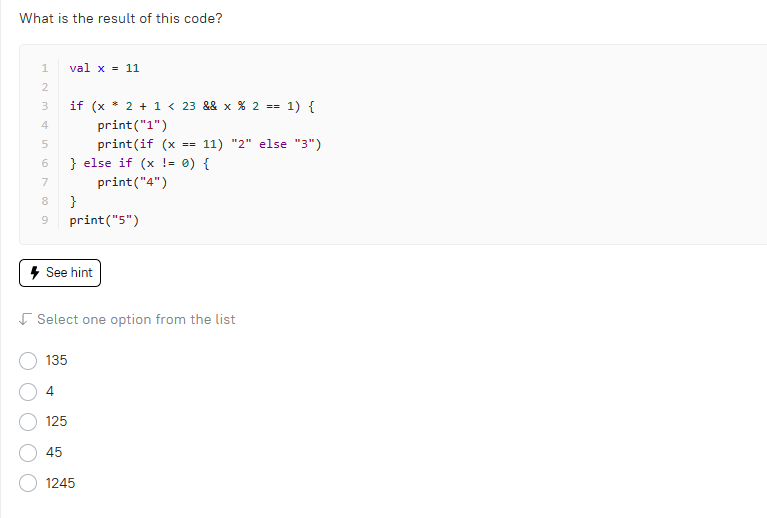 What is the result of this code?
1 val x = 11
2
3 if (x * 2 + 1 < 23 && x % 2 == 1) {
4     print("1")
5     print(if (x == 11) "2" else "3")
6 } else if (x != 0) {
7     print("4")
8 }
9 print("5")
See hint
Select one option from the list
135
4
125
45
1245